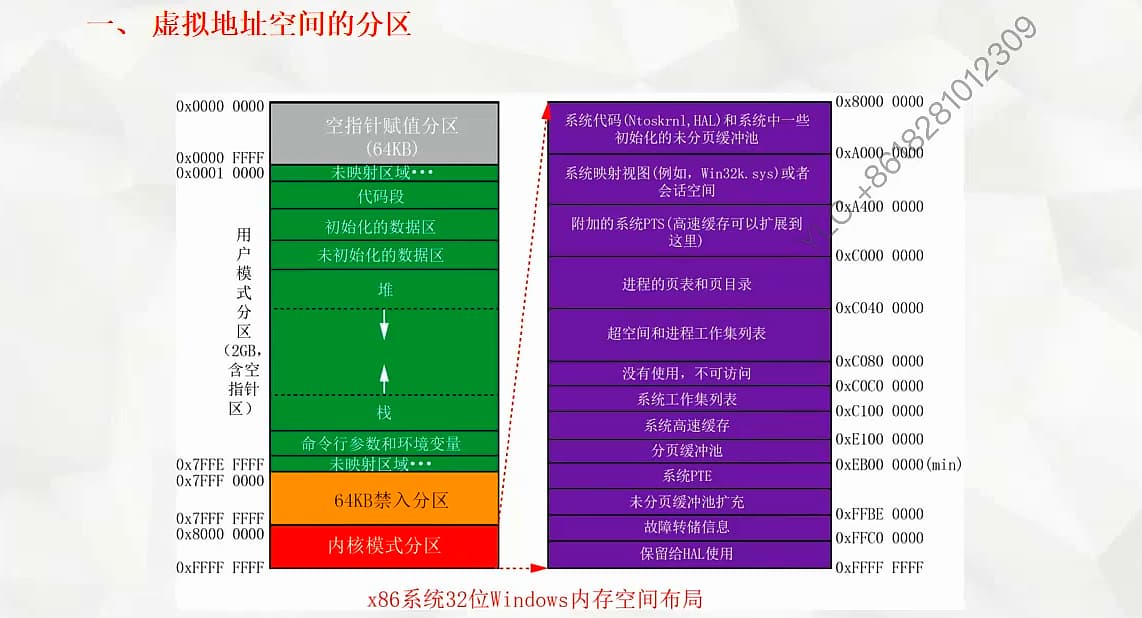 一、 虚拟地址空间的分区
0x0000 0000
空指针赋值分区
(64KB)
0x0000 FFFF
0x0001 0000
未映射区域···
代码段
初始化的数据区
未初始化的数据区
堆
栈
命令行参数和环境变量
未映射区域···
用
户
模
式
分
区
(2GB,
含空
指针
区)
0x7FFE FFFF
0x7FFF 0000
64KB禁入分区
0x7FFF FFFF
0x8000 0000
内核模式分区
0xFFFF FFFF
0x8000 0000
系统代码(Ntoskrnl,HAL)和系统中一些
初始化的未分页缓冲池
0xA000 0000
系统映射视图(例如, Win32k.sys)或者
会话空间
0xA400 0000
附加的系统PTS(高速缓存可以扩展到
这里)
0xC000 0000
进程的页表和页目录
0xC040 0000
超空间和进程工作集列表
0xC080 0000
没有使用, 不可访问
0xC0C0 0000
系统工作集列表
0xC100 0000
系统高速缓存
0xE100 0000
分页缓冲池
0xEB00 0000(min)
系统PTE
未分页缓冲池扩充
0xFFBE 0000
故障转储信息
0xFFC0 0000
保留给HAL使用
0xFFFF FFFF
x86系统32位Windows内存空间布局
+8618281012309